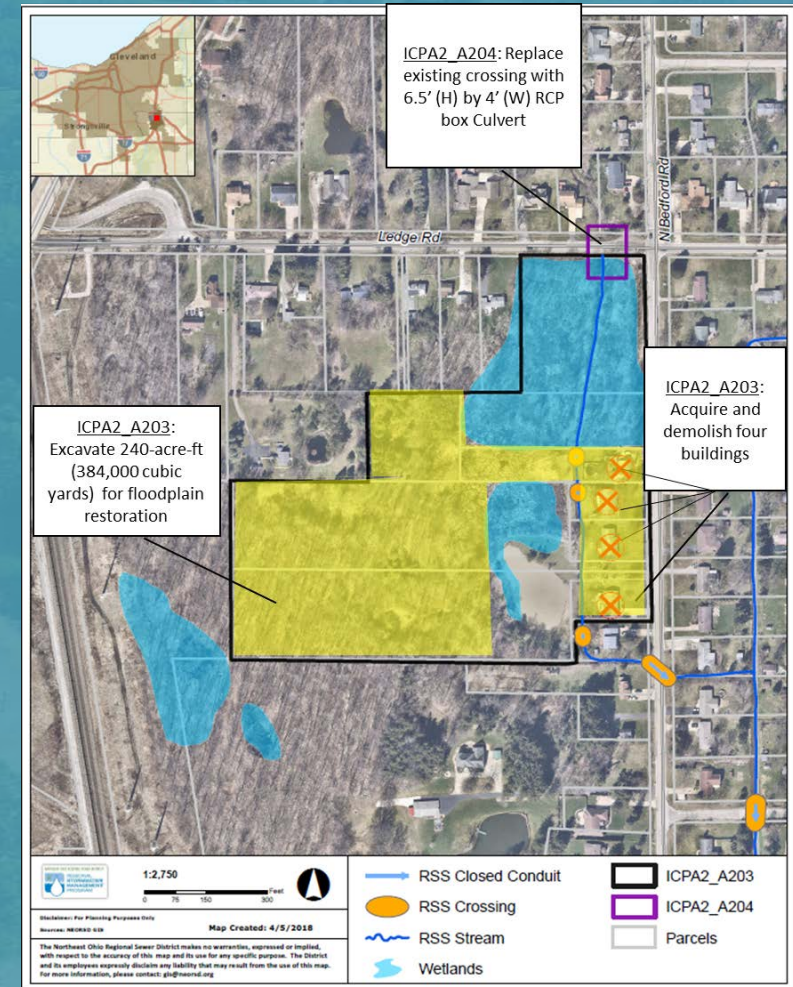 Cleveland
Strongsville
ICPA2_A204: Replace
existing crossing with
6.5’ (H) by 4’ (W) RCP
box Culvert
Ledge Rd
N Bedford Rd
ICPA2_A203:
Acquire and
demolish four
buildings
ICPA2_A203:
Excavate 240-acre-ft
(384,000 cubic
yards) for floodplain
restoration
REGIONAL
STORMWATER
MANAGEMENT
PROGRAM
1:2,750
Feet
0 75 150 300
Disclaimer: For Planning Purposes Only
Sources: NEORSD GIS
Map Created: 4/5/2018
The Northeast Ohio Regional Sewer District makes no warranties, expressed or implied,
with respect to the accuracy of this map and its use for any specific purpose. The District
and its employees expressly disclaim any liability that may result from the use of this map.
For more information, please contact: gis@neorsd.org
RSS Closed Conduit
RSS Crossing
RSS Stream
Wetlands
ICPA2_A203
ICPA2_A204
Parcels